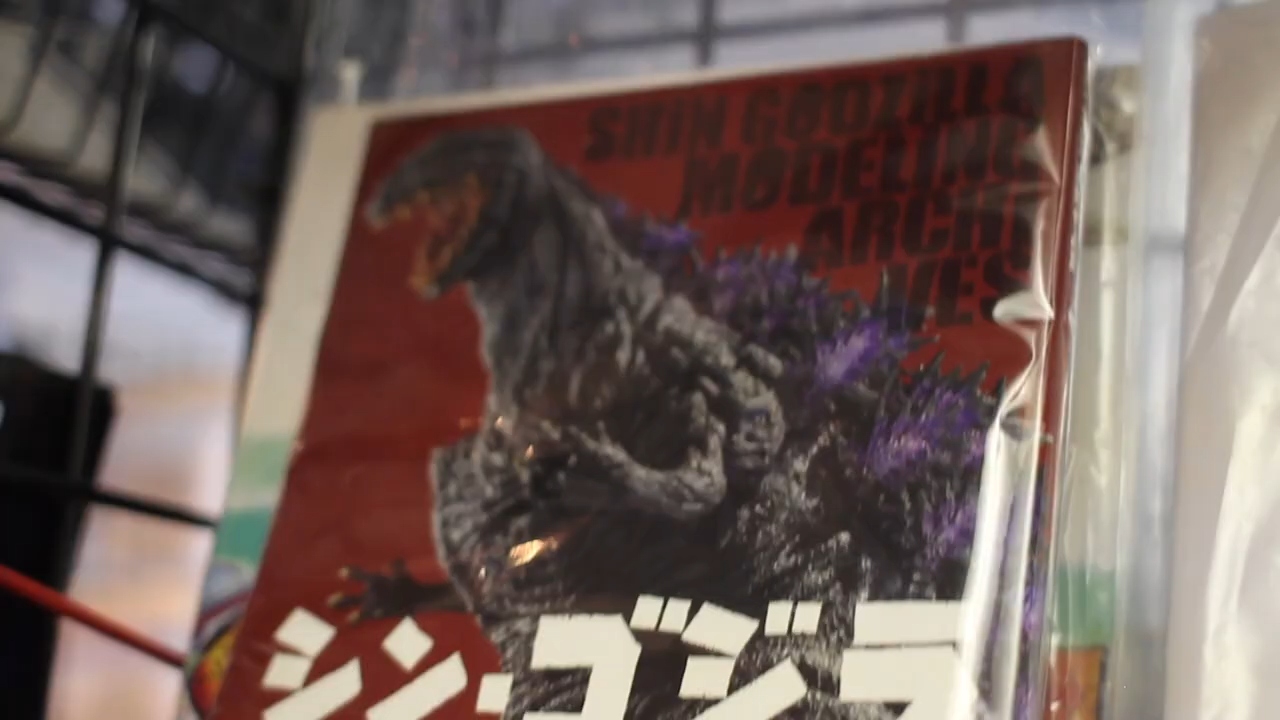 SHIN GODZILLA
MODELING
ARCHI
VES
シン・ゴジラ